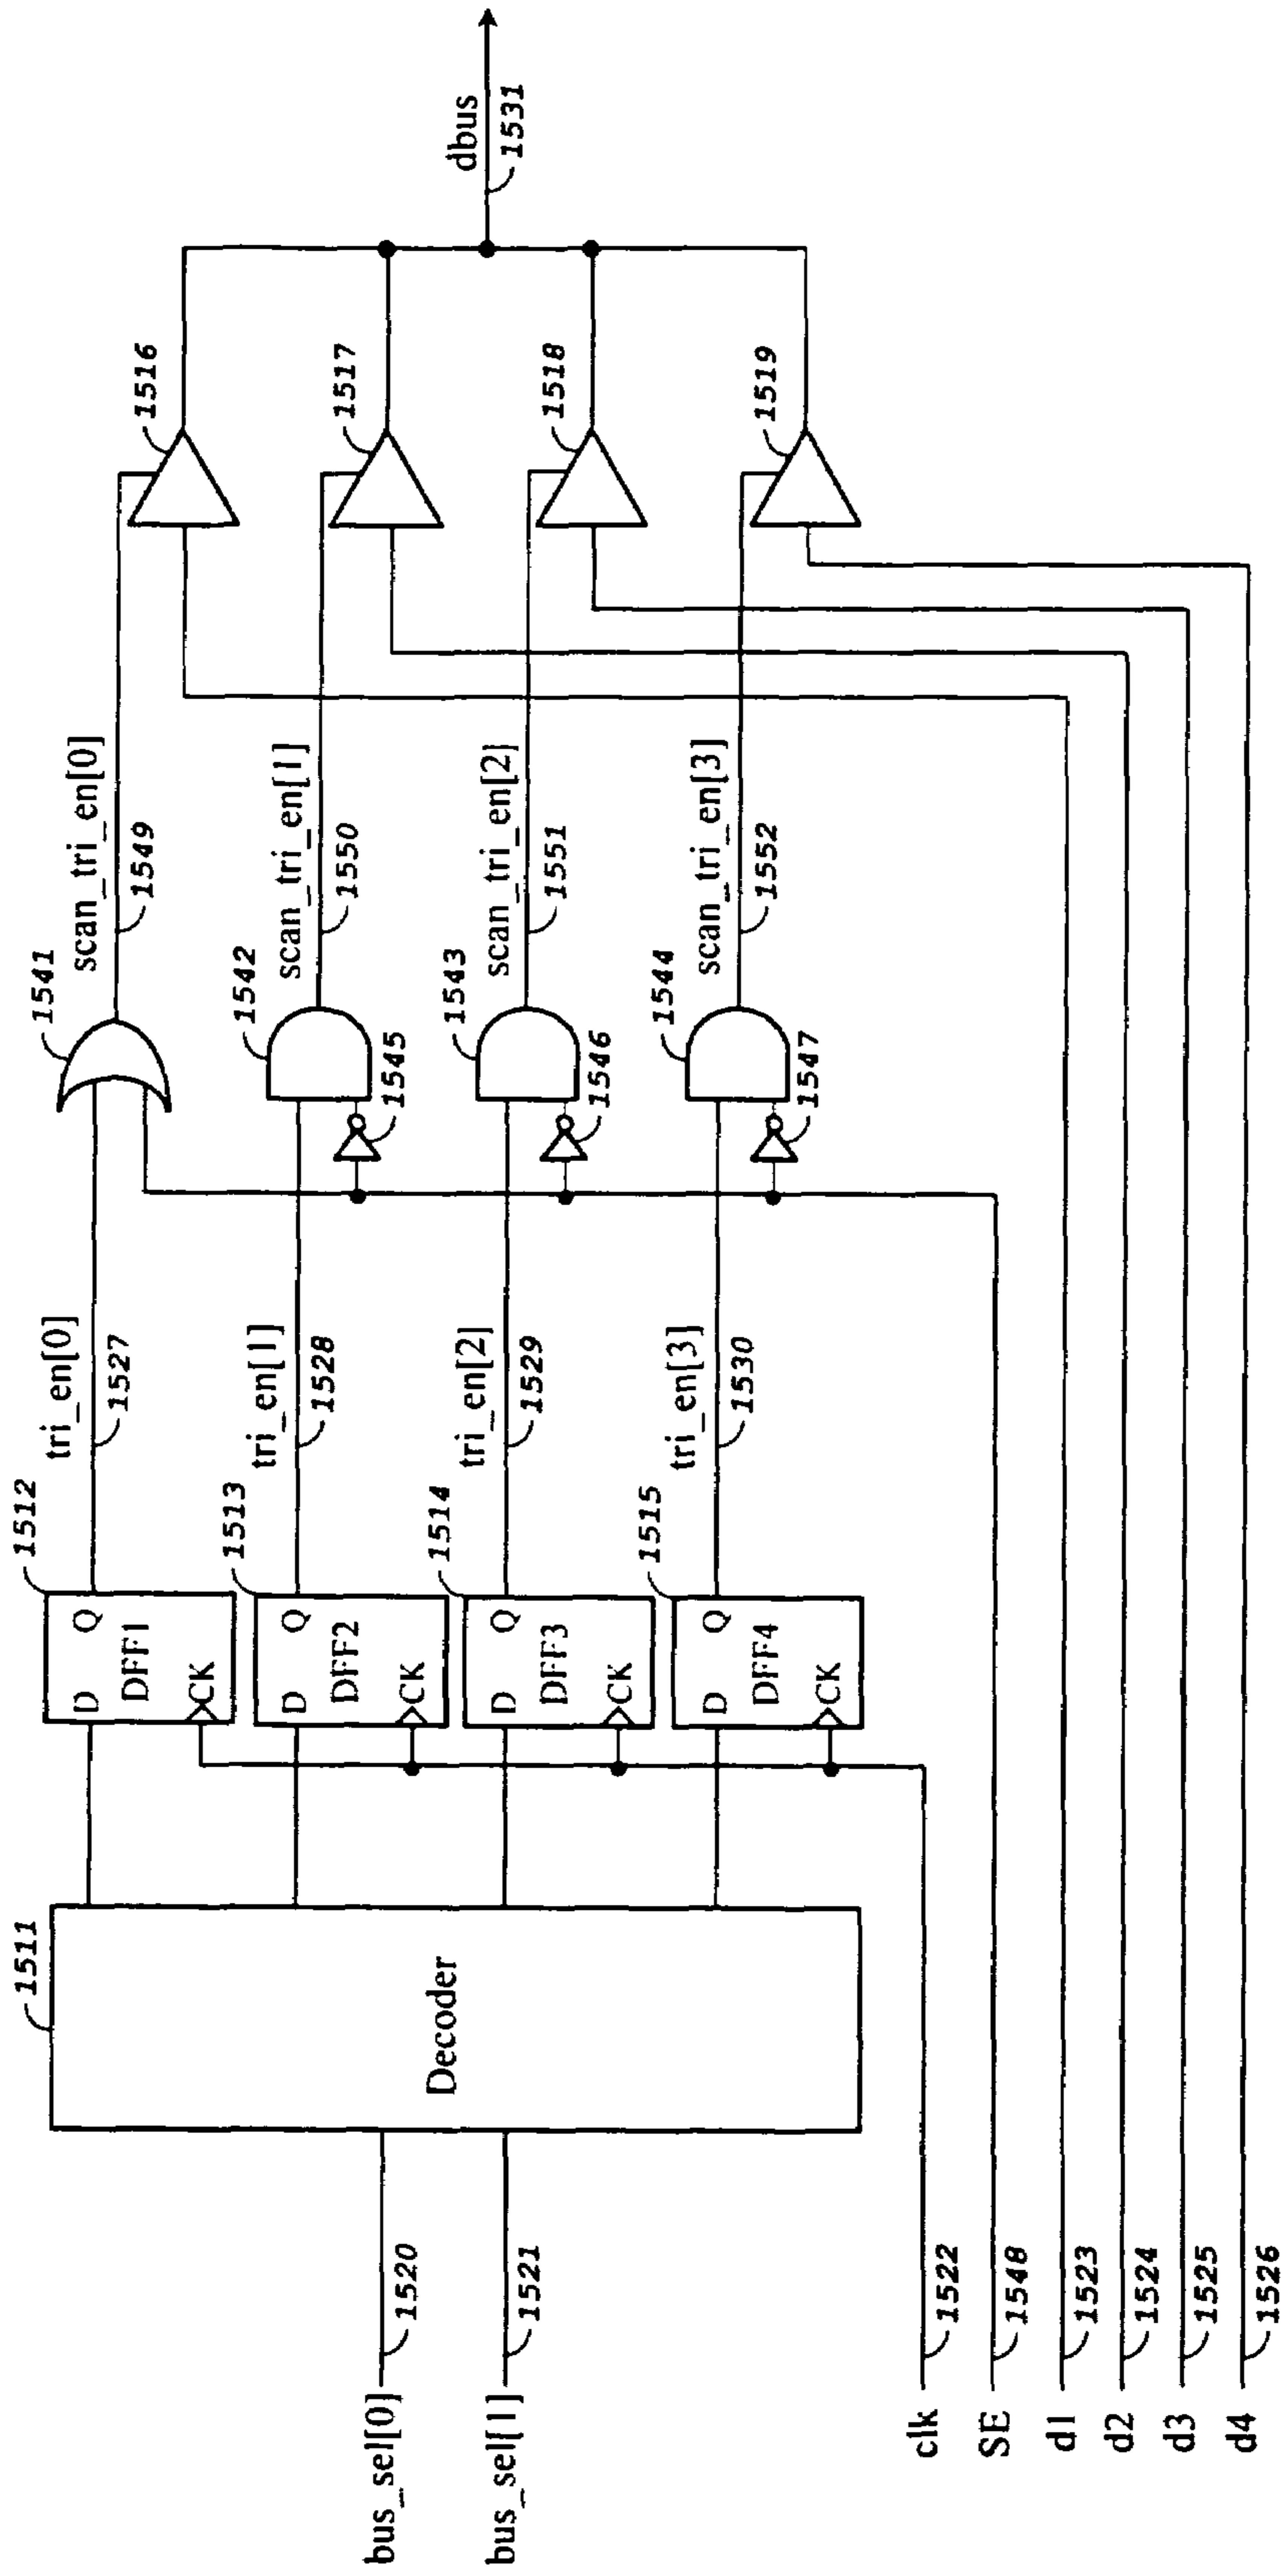 bus_sel[0]
1520
bus_sel[1]
1521
1511
Decoder
clk
1522
SE
1548
d1
1523
d2
1524
d3
1525
d4
1526
1512
D Q
DFF1
CK
1513
D Q
DFF2
CK
1514
D Q
DFF3
CK
1515
D Q
DFF4
CK
tri_en[0]
1527
tri_en[1]
1528
tri_en[2]
1529
tri_en[3]
1530
1541
1542
1545
1543
1546
1544
1547
scan_tri_en[0]
1549
scan_tri_en[1]
1550
scan_tri_en[2]
1551
scan_tri_en[3]
1552
1516
1517
1518
1519
dbus
1531